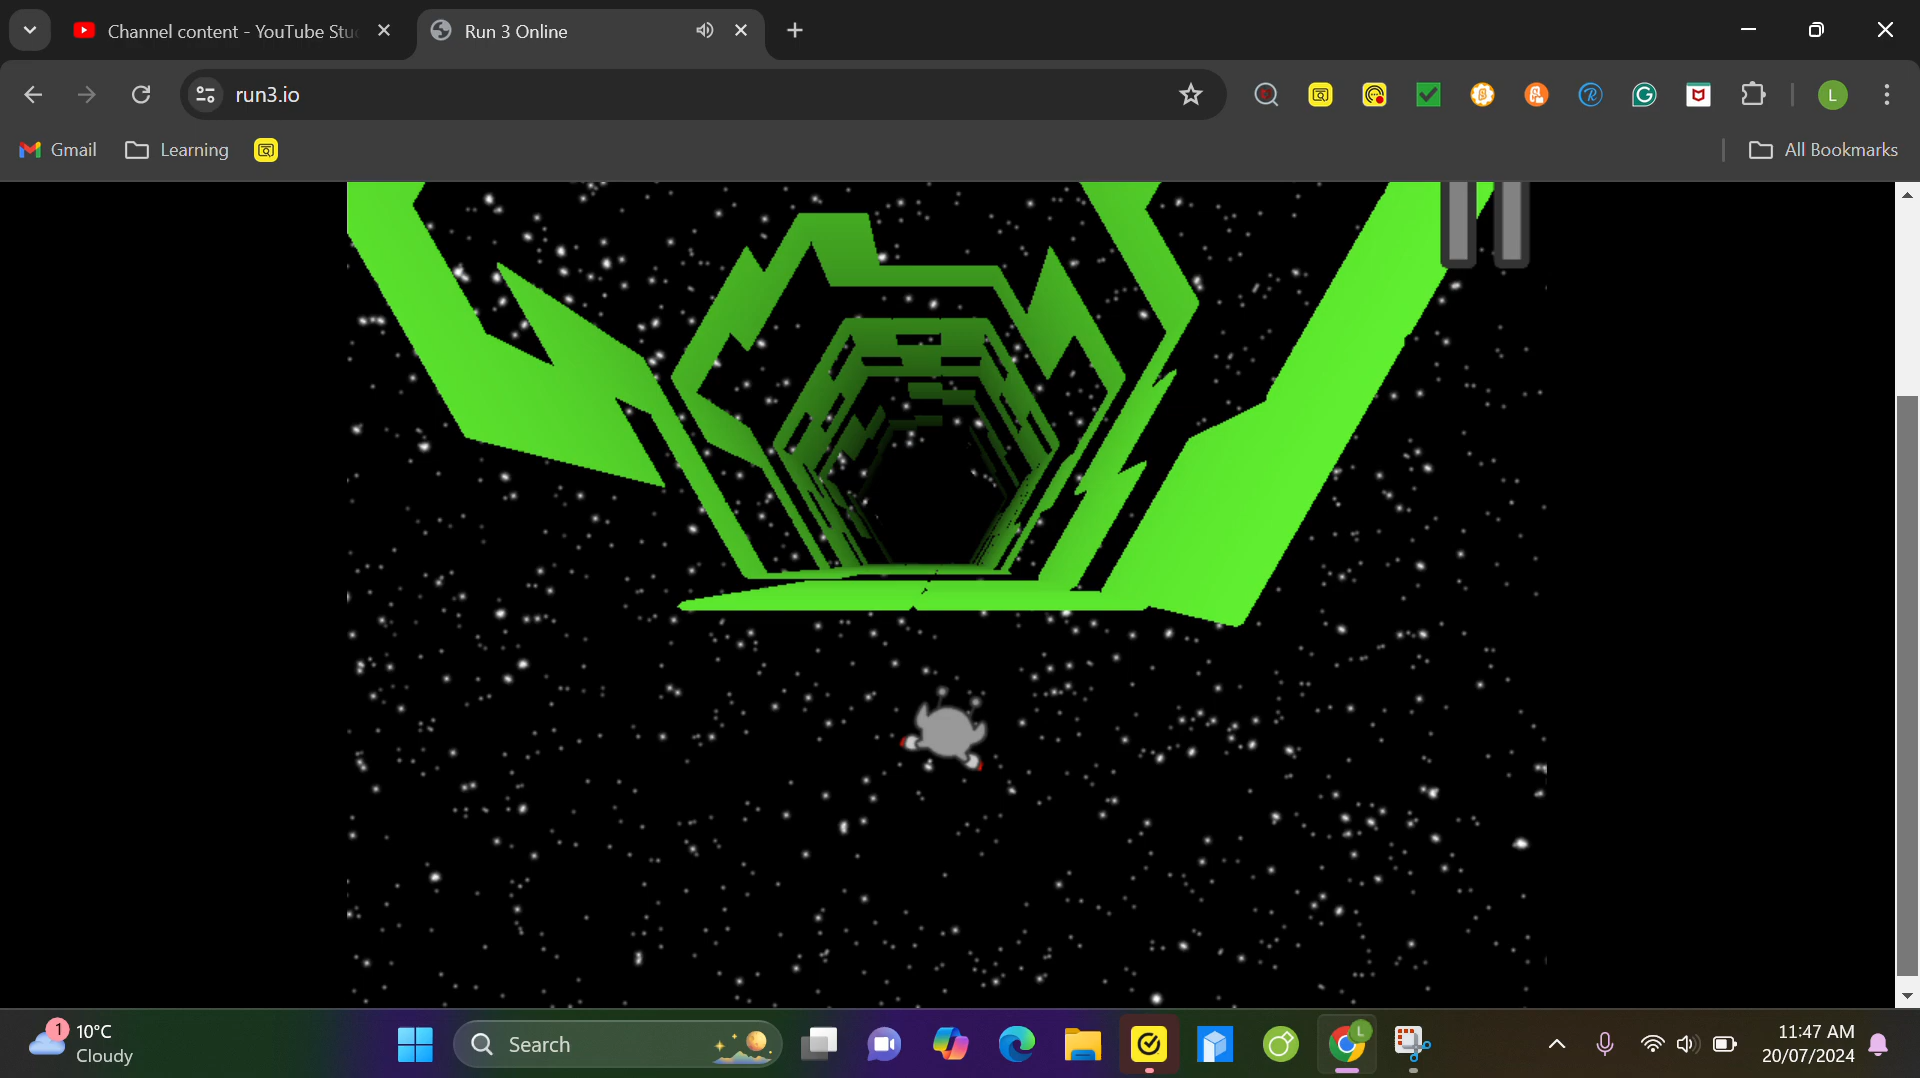 Channel content - YouTube Stu
Run 3 Online
run3.io
L
Gmail
Learning
All Bookmarks
1
10°C
Cloudy
Search
L
11:47 AM
20/07/2024